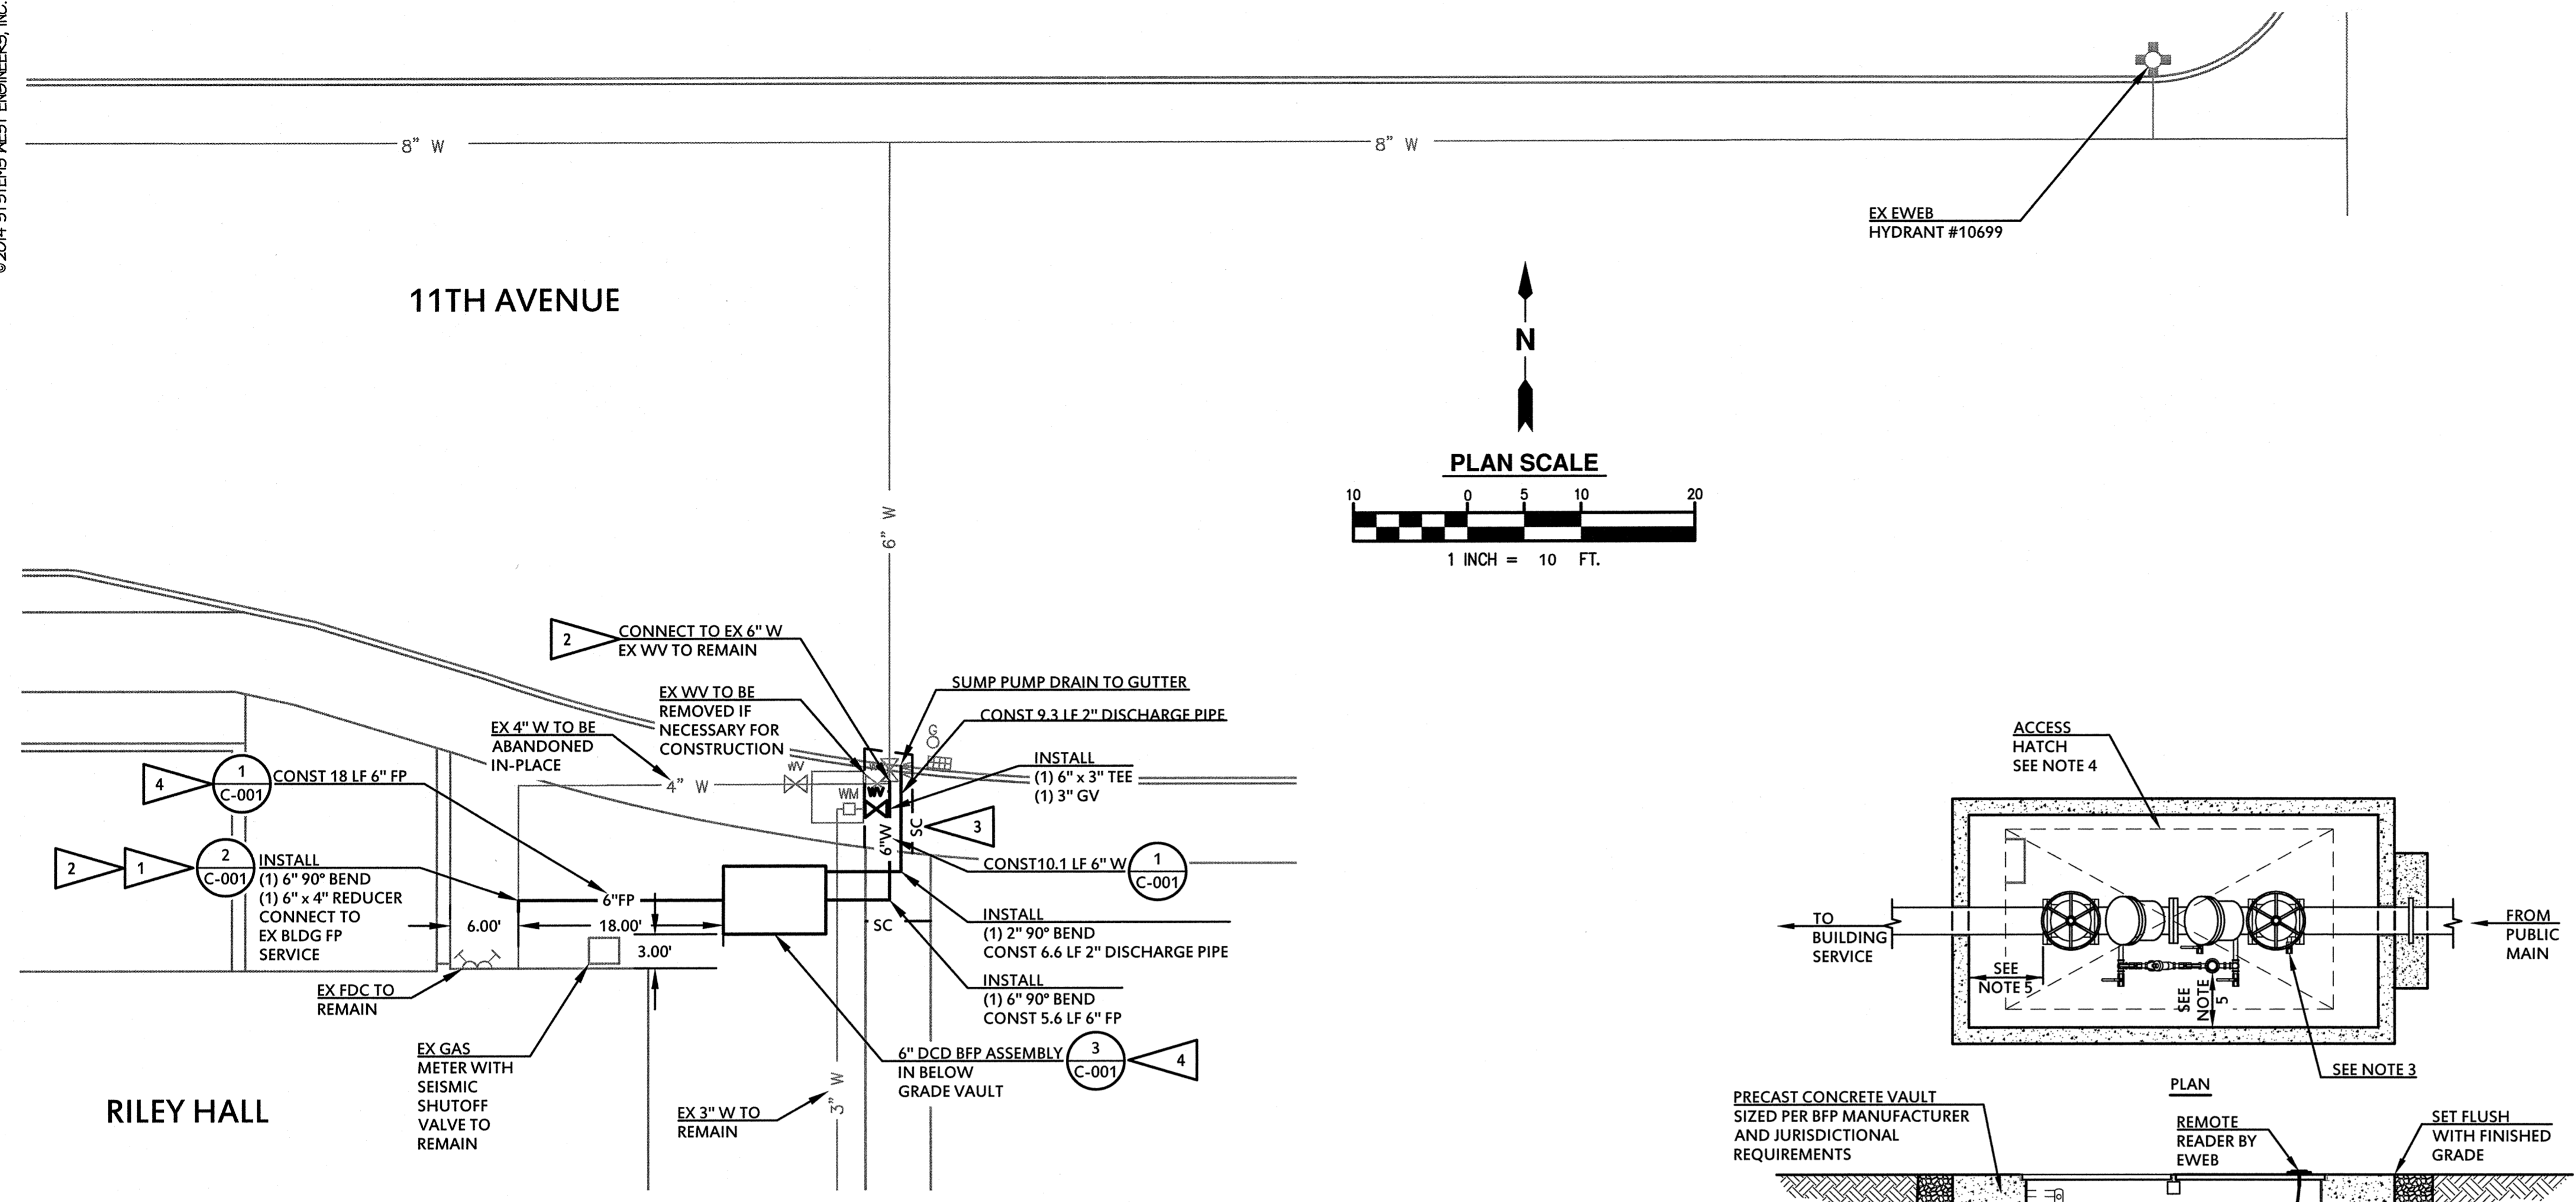 ©2014 SYSTEMS WEST ENGINEERS, INC.
8" W
8" W
EX EWEB
HYDRANT #10699
11TH AVENUE
N
PLAN SCALE
10 0 5 10 20
1 INCH = 10 FT.
6" W
2
CONNECT TO EX 6" W
EX WV TO REMAIN
EX WV TO BE
REMOVED IF
NECESSARY FOR
CONSTRUCTION
SUMP PUMP DRAIN TO GUTTER
CONST 9.3 LF 2" DISCHARGE PIPE
G
EX 4" W TO BE
ABANDONED
IN-PLACE
INSTALL
(1) 6" x 3" TEE
(1) 3" GV
4
1
C-001
CONST 18 LF 6" FP
4" W
WV
WM
WV
6"W
SC
3
2
1
2
C-001
INSTALL
(1) 6" 90° BEND
(1) 6" x 4" REDUCER
CONNECT TO
EX BLDG FP
SERVICE
CONST10.1 LF 6" W
1
C-001
6"FP
6.00'
18.00'
3.00'
SC
INSTALL
(1) 2" 90° BEND
CONST 6.6 LF 2" DISCHARGE PIPE
INSTALL
(1) 6" 90° BEND
CONST 5.6 LF 6" FP
EX FDC TO
REMAIN
EX GAS
METER WITH
SEISMIC
SHUTOFF
VALVE TO
REMAIN
6" DCD BFP ASSEMBLY
IN BELOW
GRADE VAULT
3
C-001
4
EX 3" W TO
REMAIN
3" W
RILEY HALL
ACCESS
HATCH
SEE NOTE 4
TO
BUILDING
SERVICE
FROM
PUBLIC
MAIN
SEE
NOTE 5
SEE
NOTE
5
SEE NOTE 3
PLAN
PRECAST CONCRETE VAULT
SIZED PER BFP MANUFACTURER
AND JURISDICTIONAL
REQUIREMENTS
REMOTE
READER BY
EWEB
SET FLUSH
WITH FINISHED
GRADE